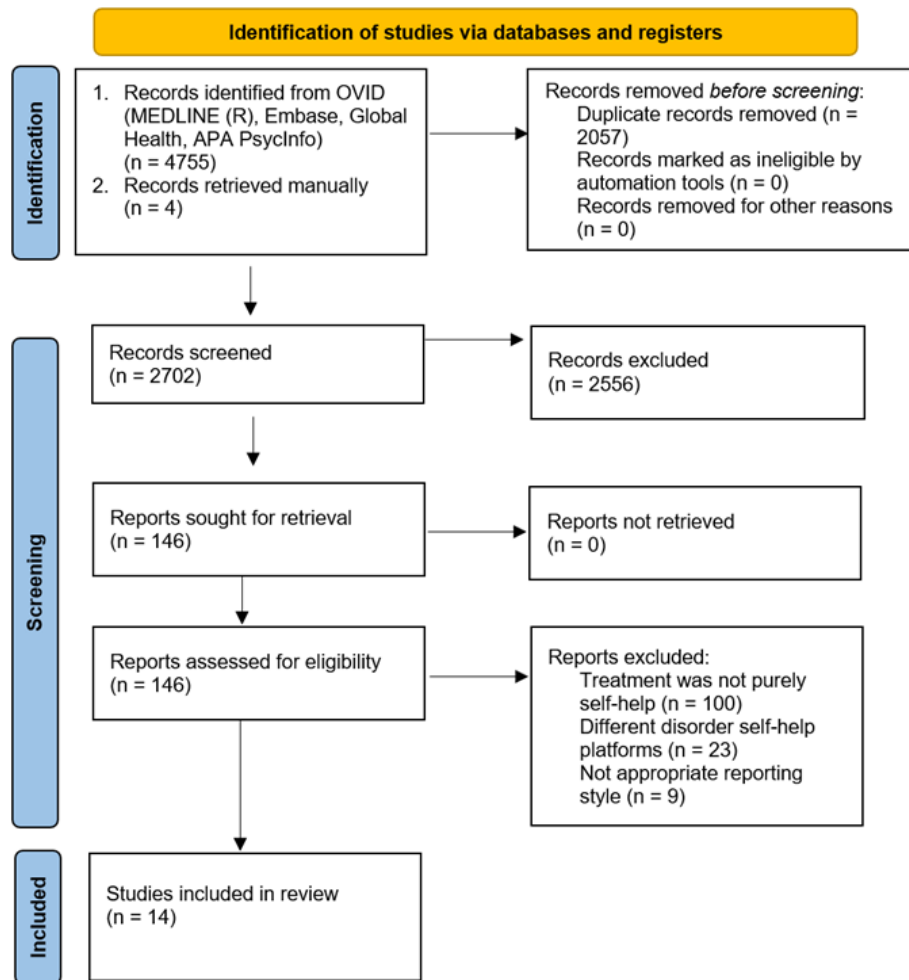 Identification of studies via databases and registers
Identification
1. Records identified from OVID
(MEDLINE (R), Embase, Global
Health, APA PsycInfo)
(n = 4755)
2. Records retrieved manually
(n = 4)
Records removed before screening:
Duplicate records removed (n =
2057)
Records marked as ineligible by
automation tools (n = 0)
Records removed for other reasons
(n = 0)
Screening
Records screened
(n = 2702)
Records excluded
(n = 2556)
Reports sought for retrieval
(n = 146)
Reports not retrieved
(n = 0)
Reports assessed for eligibility
(n = 146)
Reports excluded:
Treatment was not purely
self-help (n = 100)
Different disorder self-help
platforms (n = 23)
Not appropriate reporting
style (n = 9)
Included
Studies included in review
(n = 14)